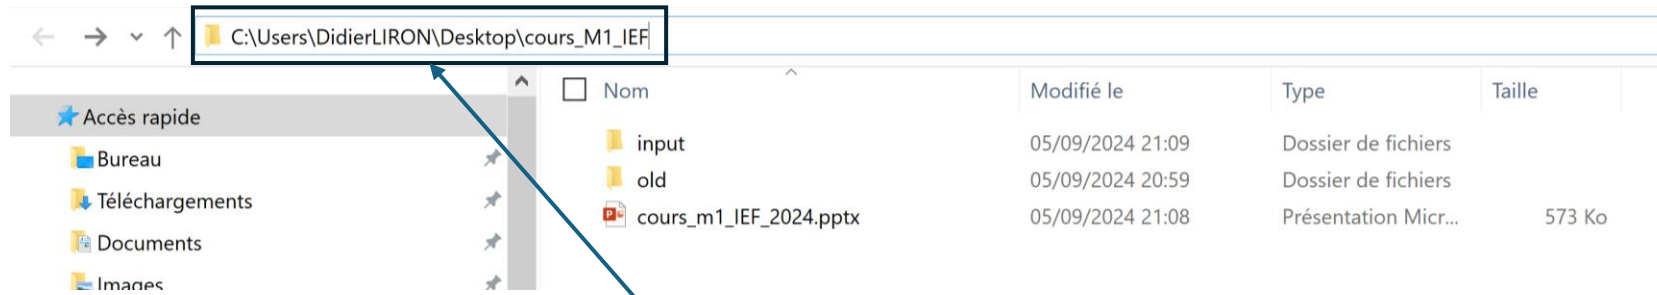 C:\Users\DidierLIRON\Desktop\cours_M1_IEF
Accès rapide
Bureau
Téléchargements
Documents
Images
Nom Modifié le Type Taille
input 05/09/2024 21:09 Dossier de fichiers
old 05/09/2024 20:59 Dossier de fichiers
cours_m1_IEF_2024.pptx 05/09/2024 21:08 Présentation Micr... 573 Ko